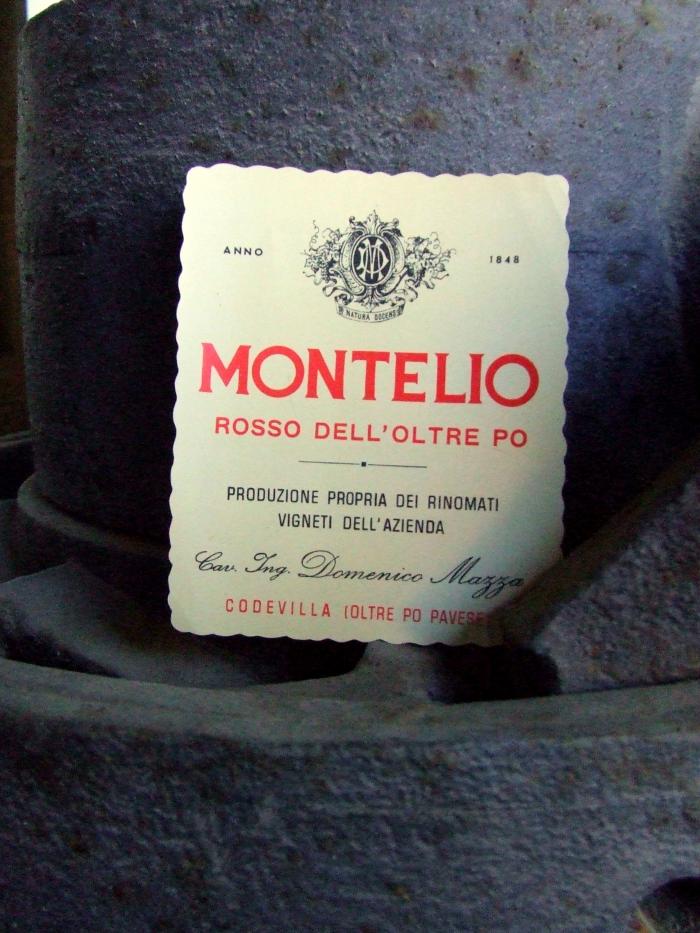 ANNO 1848
NATURA DOCENS
MONTELIO
ROSSO DELL'OLTRE PO
PRODUZIONE PROPRIA DEI RINOMATI
VIGNETI DELL'AZIENDA
Cav. Ing. Domenico Mazza
CODEVILLA (OLTRE PO PAVESE